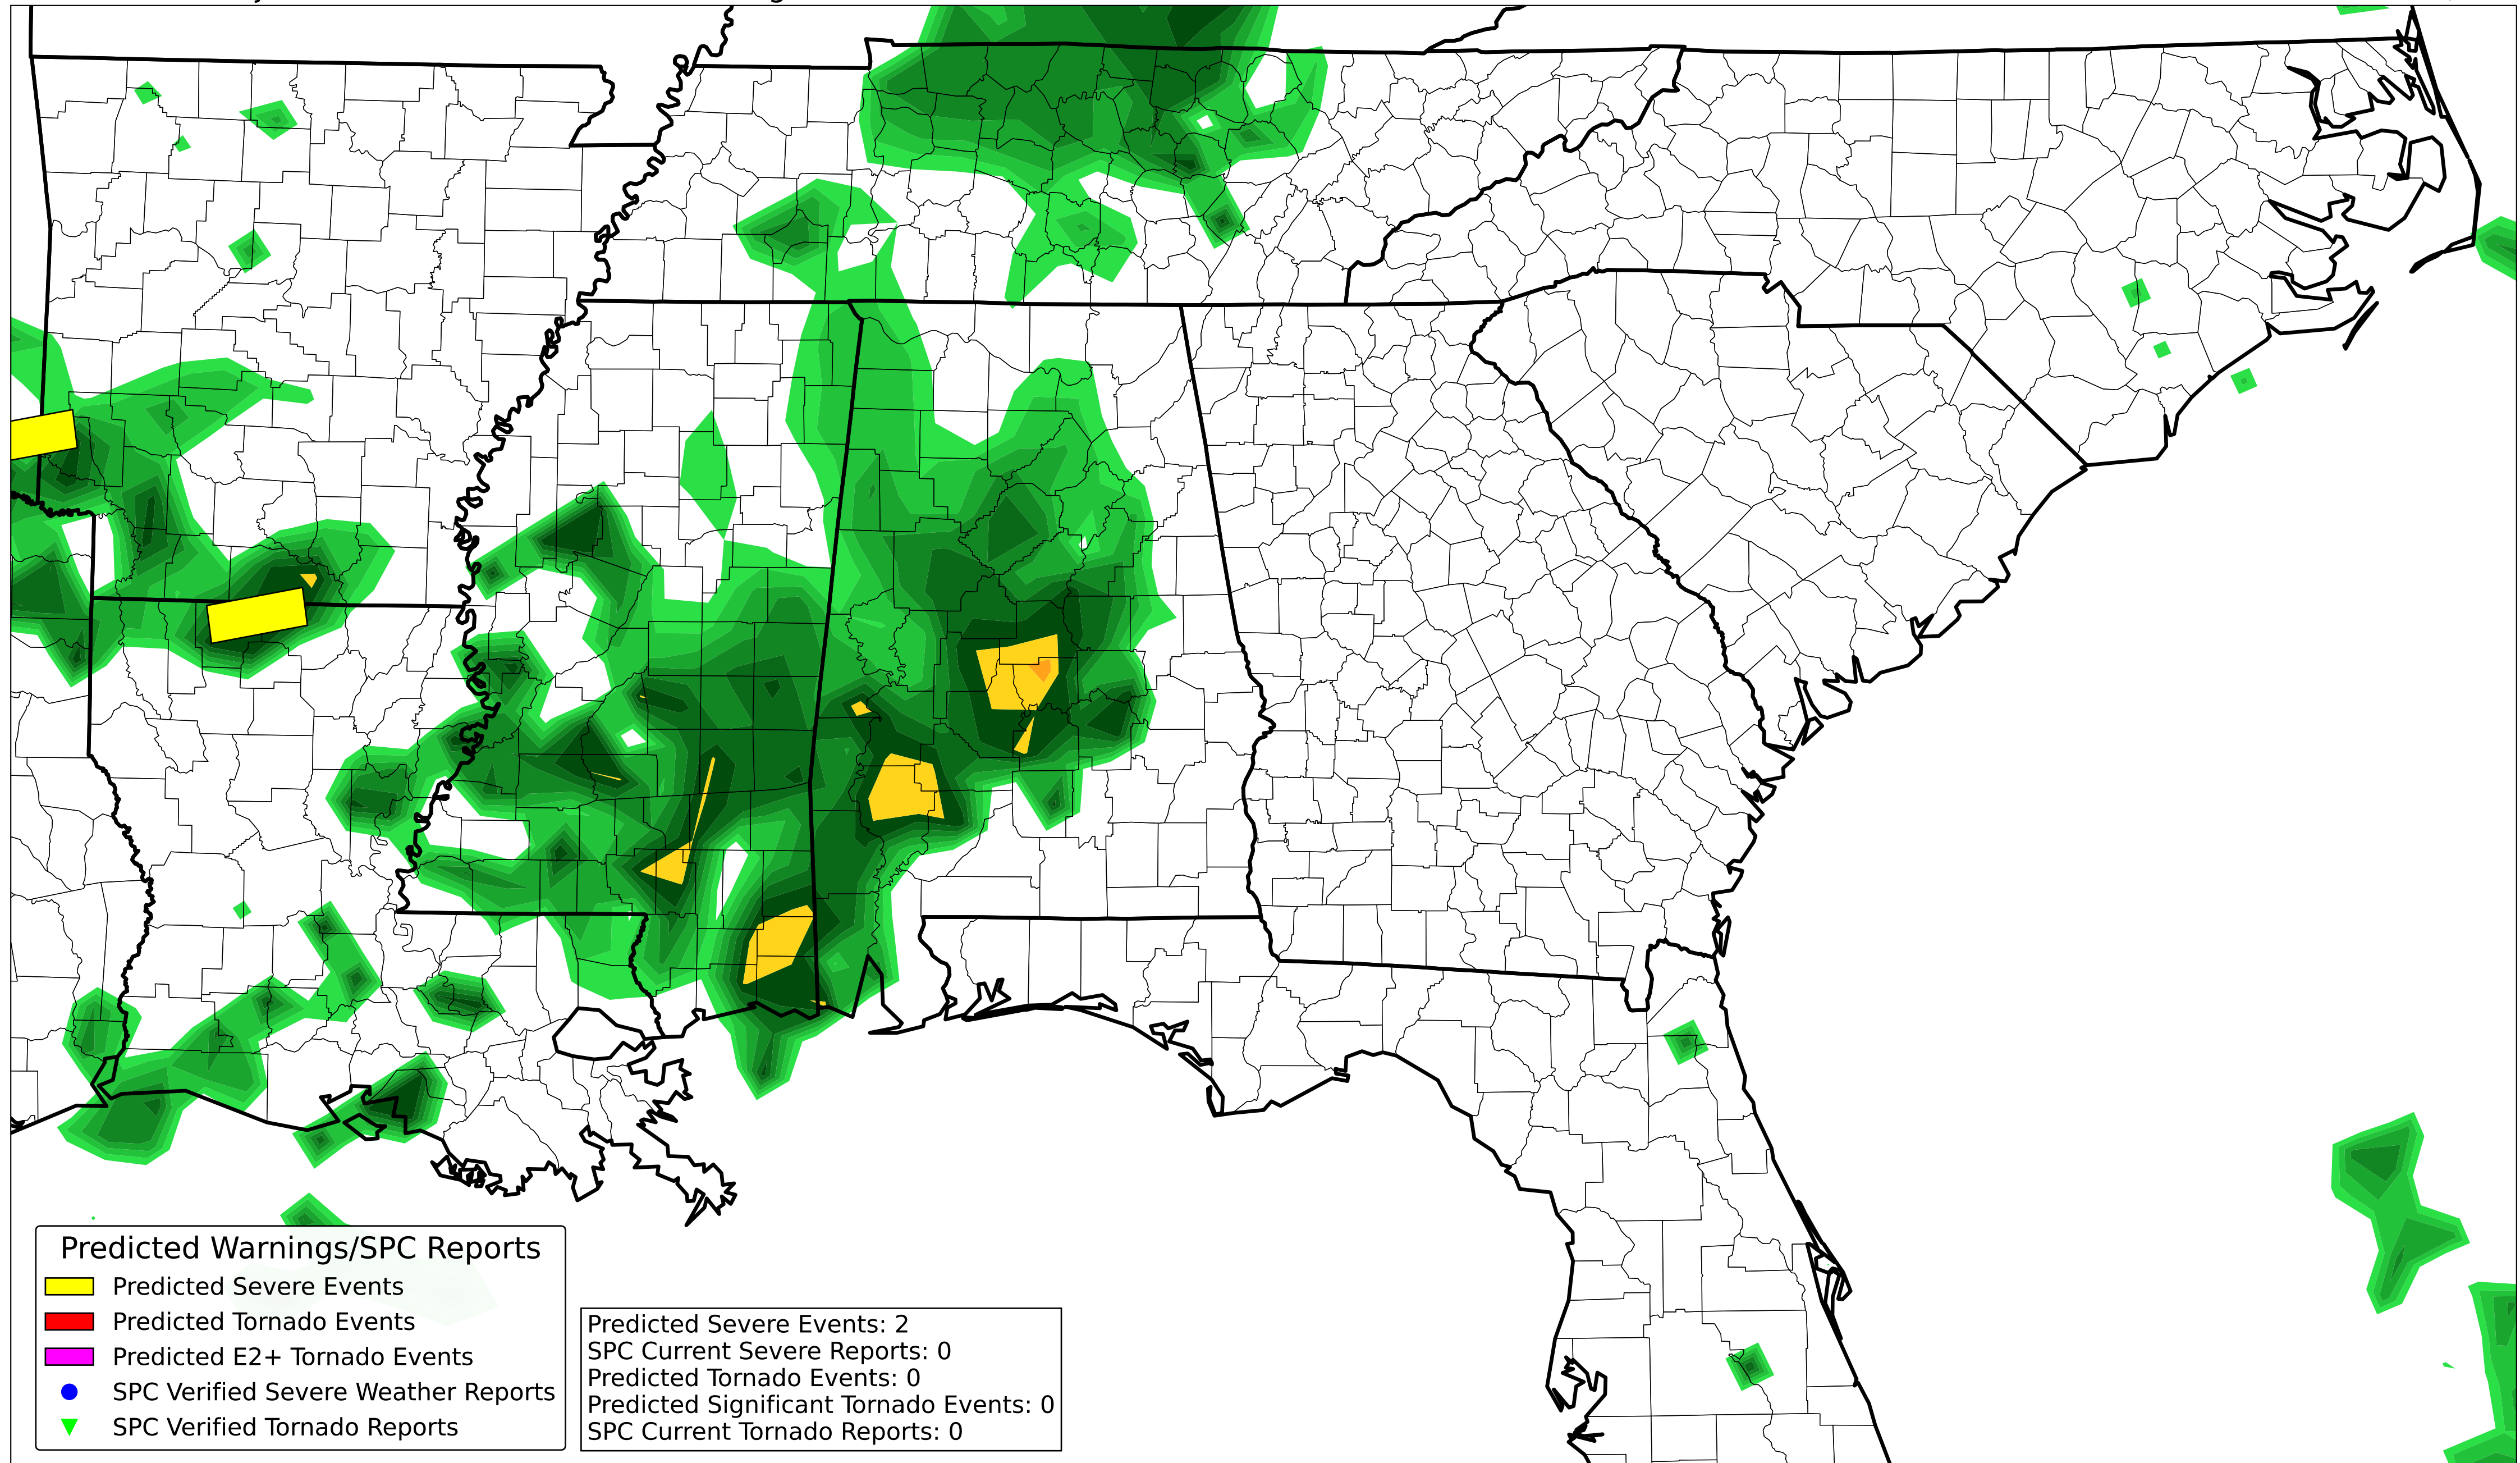 Predicted Warnings/SPC Reports
Predicted Severe Events
Predicted Tornado Events
Predicted E2+ Tornado Events
SPC Verified Severe Weather Reports
SPC Verified Tornado Reports
Predicted Severe Events: 2
SPC Current Severe Reports: 0
Predicted Tornado Events: 0
Predicted Significant Tornado Events: 0
SPC Current Tornado Reports: 0